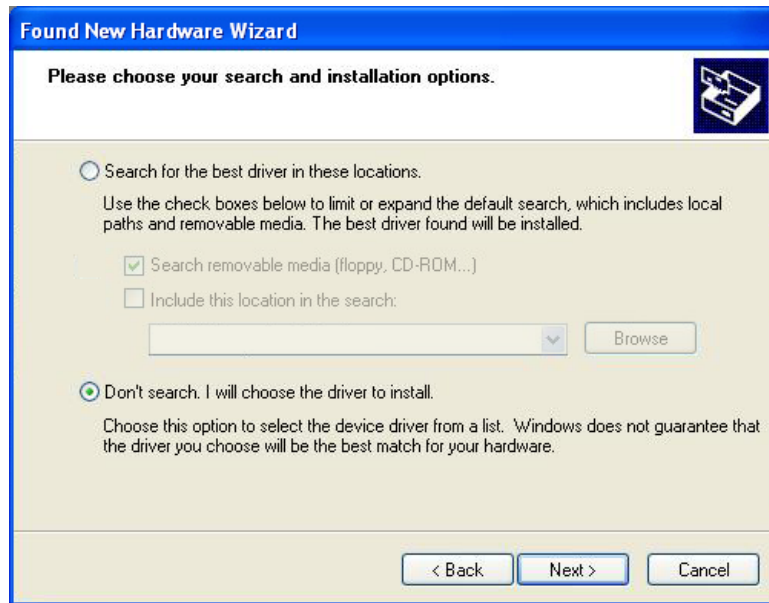 Found New Hardware Wizard
Please choose your search and installation options.
Search for the best driver in these locations.
Use the check boxes below to limit or expand the default search, which includes local
paths and removable media. The best driver found will be installed.
Search removable media (floppy, CD-ROM...)
Include this location in the search:
Browse
Don't search. I will choose the driver to install.
Choose this option to select the device driver from a list. Windows does not guarantee that
the driver you choose will be the best match for your hardware.
< Back Next > Cancel